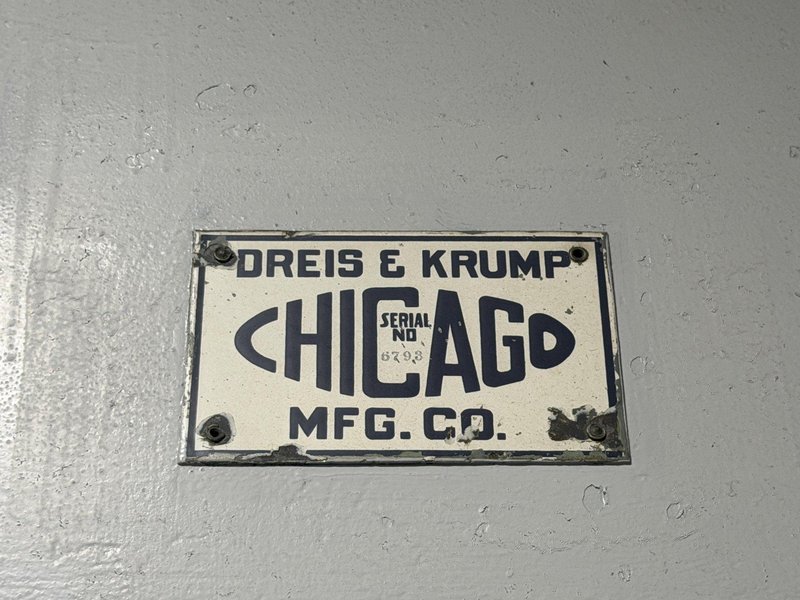 DREIS & KRUMP
CHICAGO
SERIAL
NO
6793
MFG. CO.